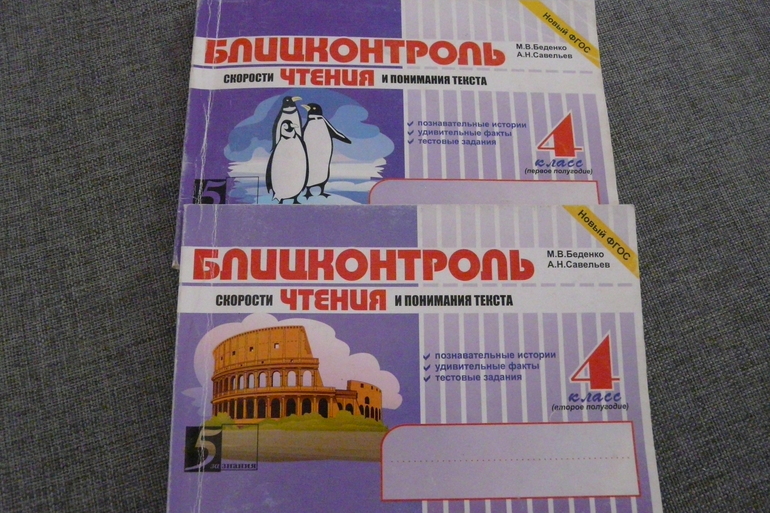 Новый ФГОС
БЛИЦКОНТРОЛЬ
М.В.Беденко
А.Н.Савельев
СКОРОСТИ ЧТЕНИЯ И ПОНИМАНИЯ ТЕКСТА
познавательные истории
удивительные факты
тестовые задания
4
класс
(первое полугодие)
5
Новый ФГОС
БЛИЦКОНТРОЛЬ
М.В.Беденко
А.Н.Савельев
СКОРОСТИ ЧТЕНИЯ И ПОНИМАНИЯ ТЕКСТА
познавательные истории
удивительные факты
тестовые задания
4
класс
(второе полугодие)
5
за знания